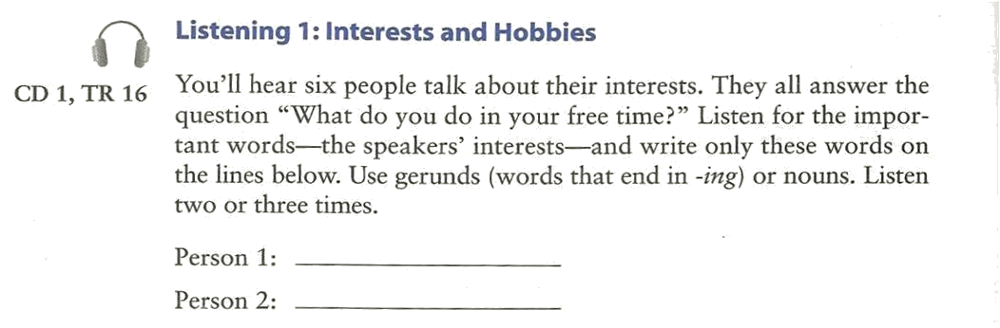 Listening 1: Interests and Hobbies
CD 1, TR 16
You'll hear six people talk about their interests. They all answer the
question “What do you do in your free time?” Listen for the impor-
tant words—the speakers' interests—and write only these words on
the lines below. Use gerunds (words that end in -ing) or nouns. Listen
two or three times.
Person 1:
Person 2: